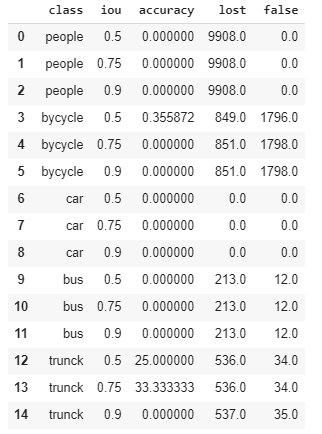 class iou accuracy lost false
0 people 0.5 0.000000 9908.0 0.0
1 people 0.75 0.000000 9908.0 0.0
2 people 0.9 0.000000 9908.0 0.0
3 bycycle 0.5 0.355872 849.0 1796.0
4 bycycle 0.75 0.000000 851.0 1798.0
5 bycycle 0.9 0.000000 851.0 1798.0
6 car 0.5 0.000000 0.0 0.0
7 car 0.75 0.000000 0.0 0.0
8 car 0.9 0.000000 0.0 0.0
9 bus 0.5 0.000000 213.0 12.0
10 bus 0.75 0.000000 213.0 12.0
11 bus 0.9 0.000000 213.0 12.0
12 trunck 0.5 25.000000 536.0 34.0
13 trunck 0.75 33.333333 536.0 34.0
14 trunck 0.9 0.000000 537.0 35.0